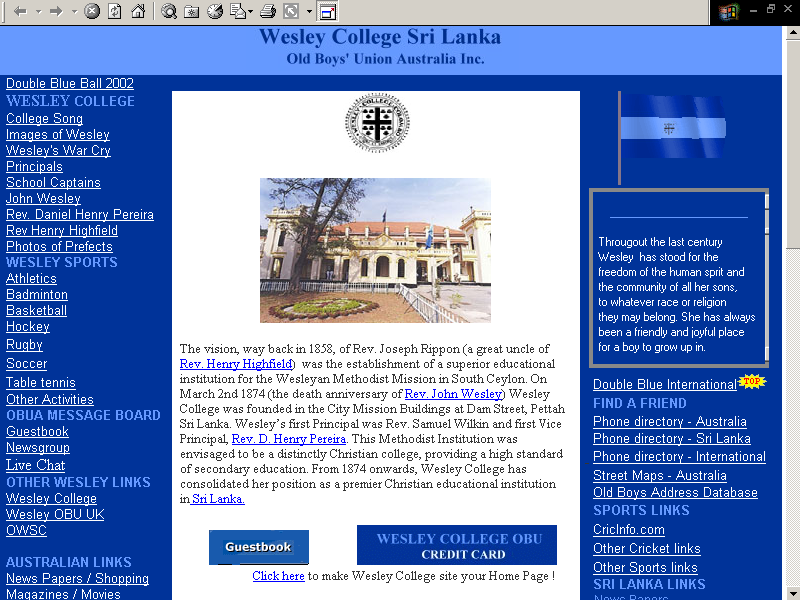 Wesley College Sri Lanka
Old Boys' Union Australia Inc.
Double Blue Ball 2002
WESLEY COLLEGE
College Song
Images of Wesley
Wesley's War Cry
Principals
School Captains
John Wesley
Rev. Daniel Henry Pereira
Rev Henry Highfield
Photos of Prefects
WESLEY SPORTS
Athletics
Badminton
Basketball
Hockey
Rugby
Soccer
Table tennis
Other Activities
OBUA MESSAGE BOARD
Guestbook
Newsgroup
Live Chat
OTHER WESLEY LINKS
Wesley College
Wesley OBU UK
OWSC
AUSTRALIAN LINKS
News Papers / Shopping
Magazines / Movies
The vision, way back in 1858, of Rev. Joseph Rippon (a great uncle of
Rev. Henry Highfield) was the establishment of a superior educational
institution for the Wesleyan Methodist Mission in South Ceylon. On
March 2nd 1874 (the death anniversary of Rev. John Wesley) Wesley
College was founded in the City Mission Buildings at Dam Street, Pettah
Sri Lanka. Wesley's first Principal was Rev. Samuel Wilkin and first Vice
Principal, Rev. D. Henry Pereira. This Methodist Institution was
envisaged to be a distinctly Christian college, providing a high standard
of secondary education. From 1874 onwards, Wesley College has
consolidated her position as a premier Christian educational institution
in Sri Lanka.
Guestbook
WESLEY COLLEGE OBU
CREDIT CARD
Click here to make Wesley College site your Home Page !
Througout the last century
Wesley has stood for the
freedom of the human sprit and
the community of all her sons,
to whatever race or religion
they may belong. She has always
been a friendly and joyful place
for a boy to grow up in.
Double Blue International TOP
FIND A FRIEND
Phone directory - Australia
Phone directory - Sri Lanka
Phone directory - International
Street Maps - Australia
Old Boys Address Database
SPORTS LINKS
CricInfo.com
Other Cricket links
Other Sports links
SRI LANKA LINKS
News Papers